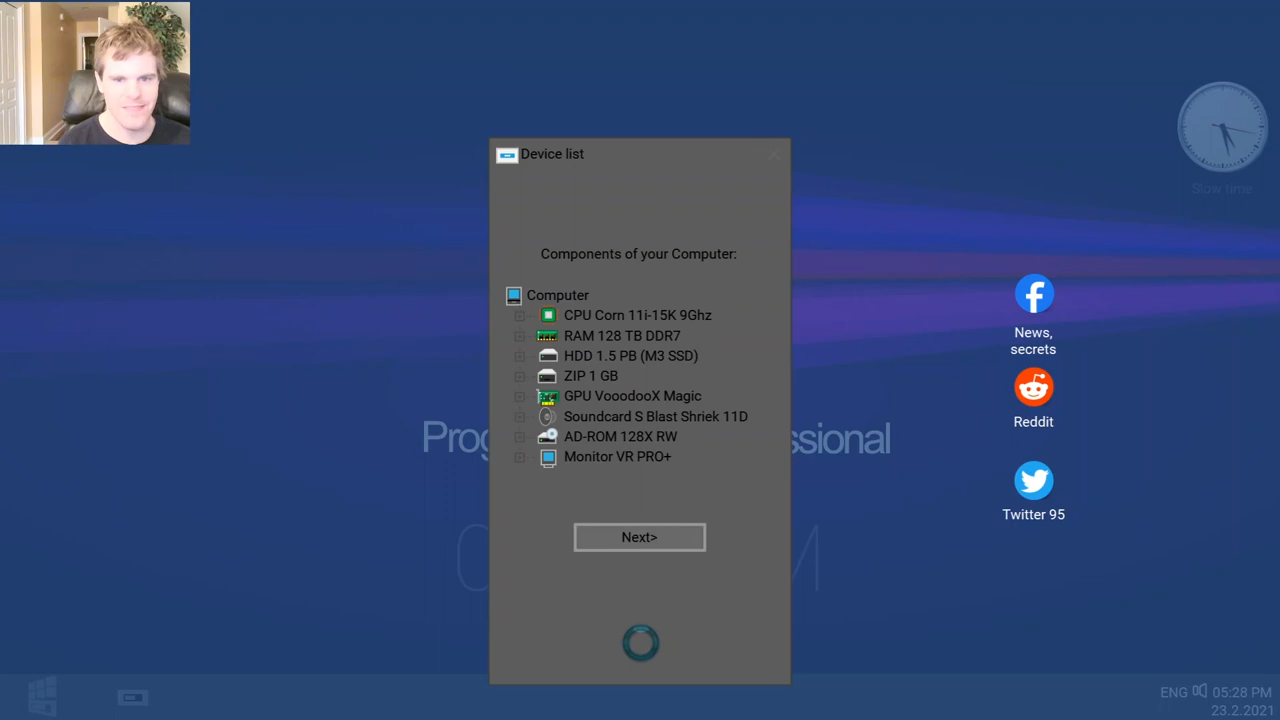 Device list
Slow time
Components of your Computer:
Computer
CPU Corn 11i-15K 9Ghz
RAM 128 TB DDR7
HDD 1.5 PB (M3 SSD)
ZIP 1 GB
GPU VooodooX Magic
Soundcard S Blast Shriek 11D
AD-ROM 128X RW
Monitor VR PRO+
Next>
News,
secrets
Reddit
Twitter 95
ENG 05:28 PM
23.2.2021